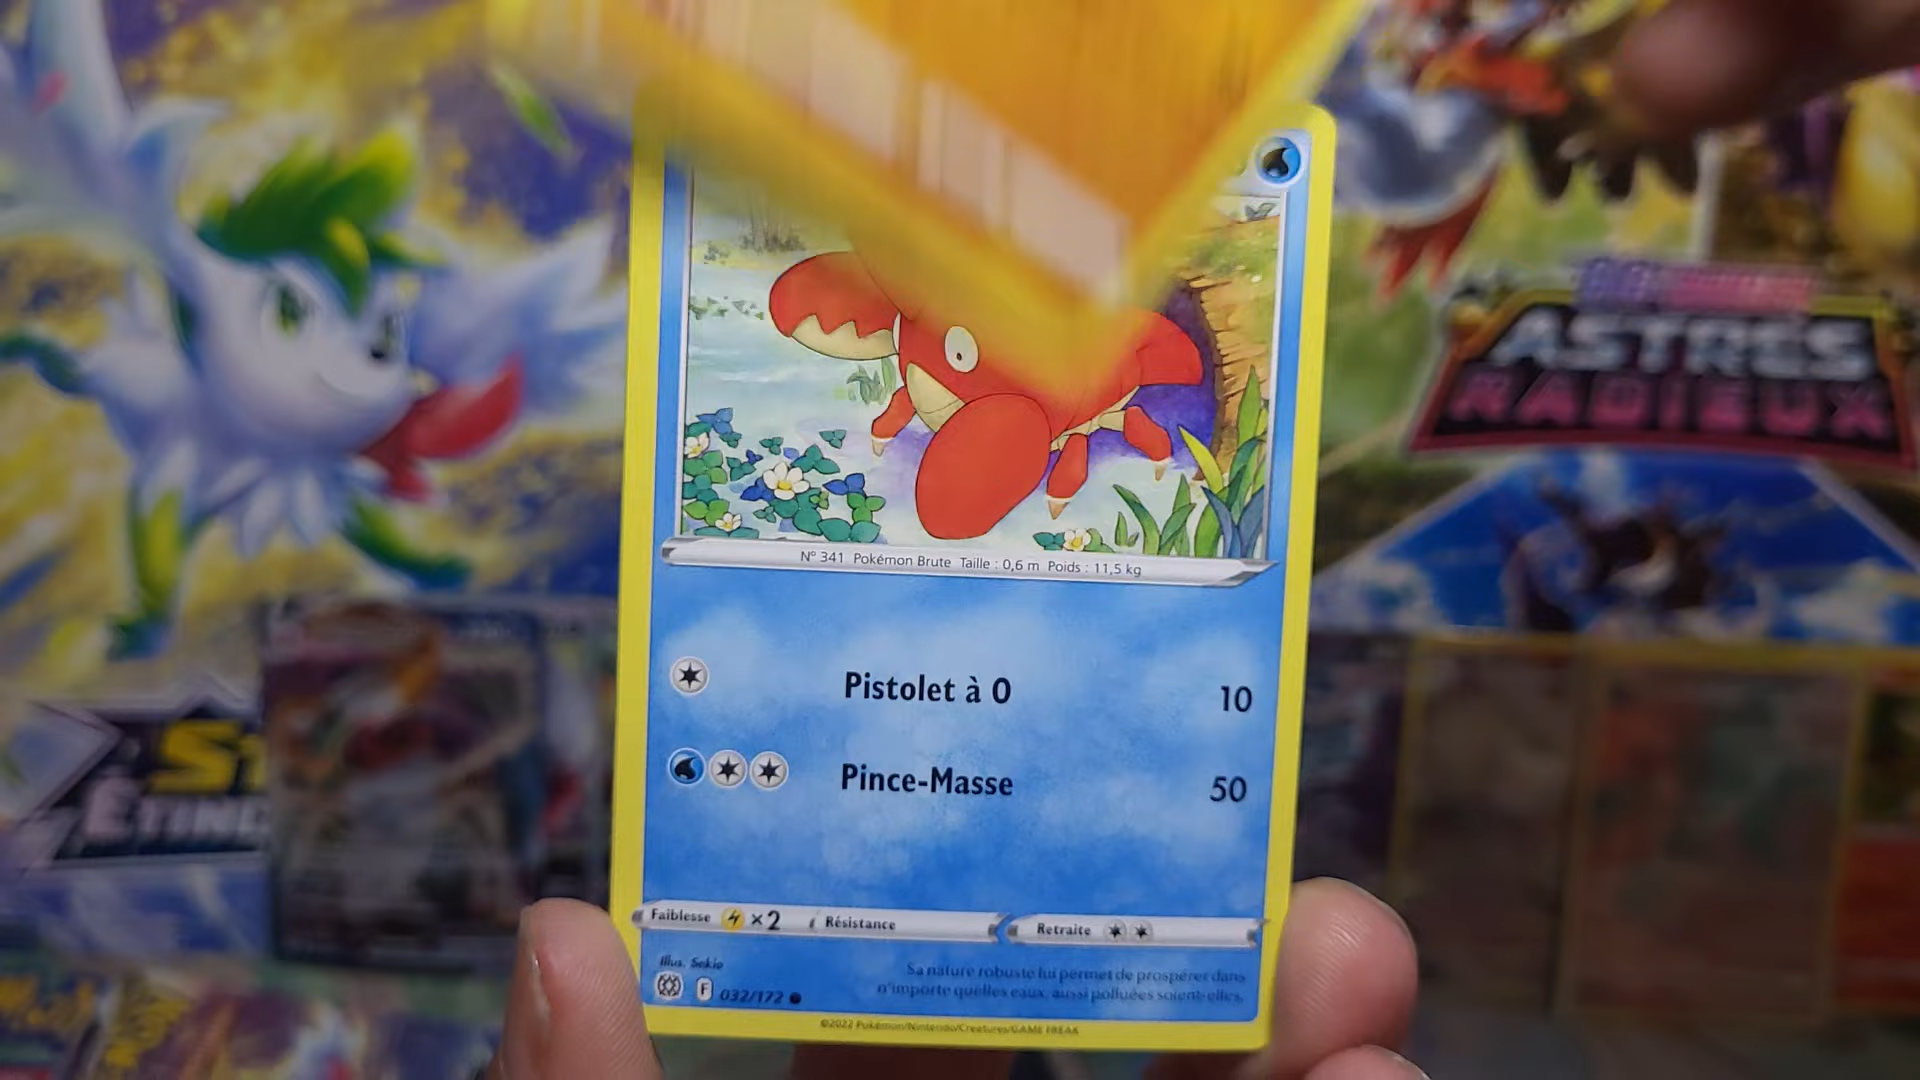 ASTRES
RADIEUX
N° 341 Pokémon Brute Taille : 0,6 m Poids : 11,5 kg
Pistolet à O 10
Pince-Masse 50
Faiblesse ×2 Résistance Retraite
Illus. Sekio
F 032/172
Sa nature robuste lui permet de prospérer dans
n'importe quelles eaux, aussi polluées soient-elles.
©2022 Pokémon/Nintendo/Creatures/GAME FREAK